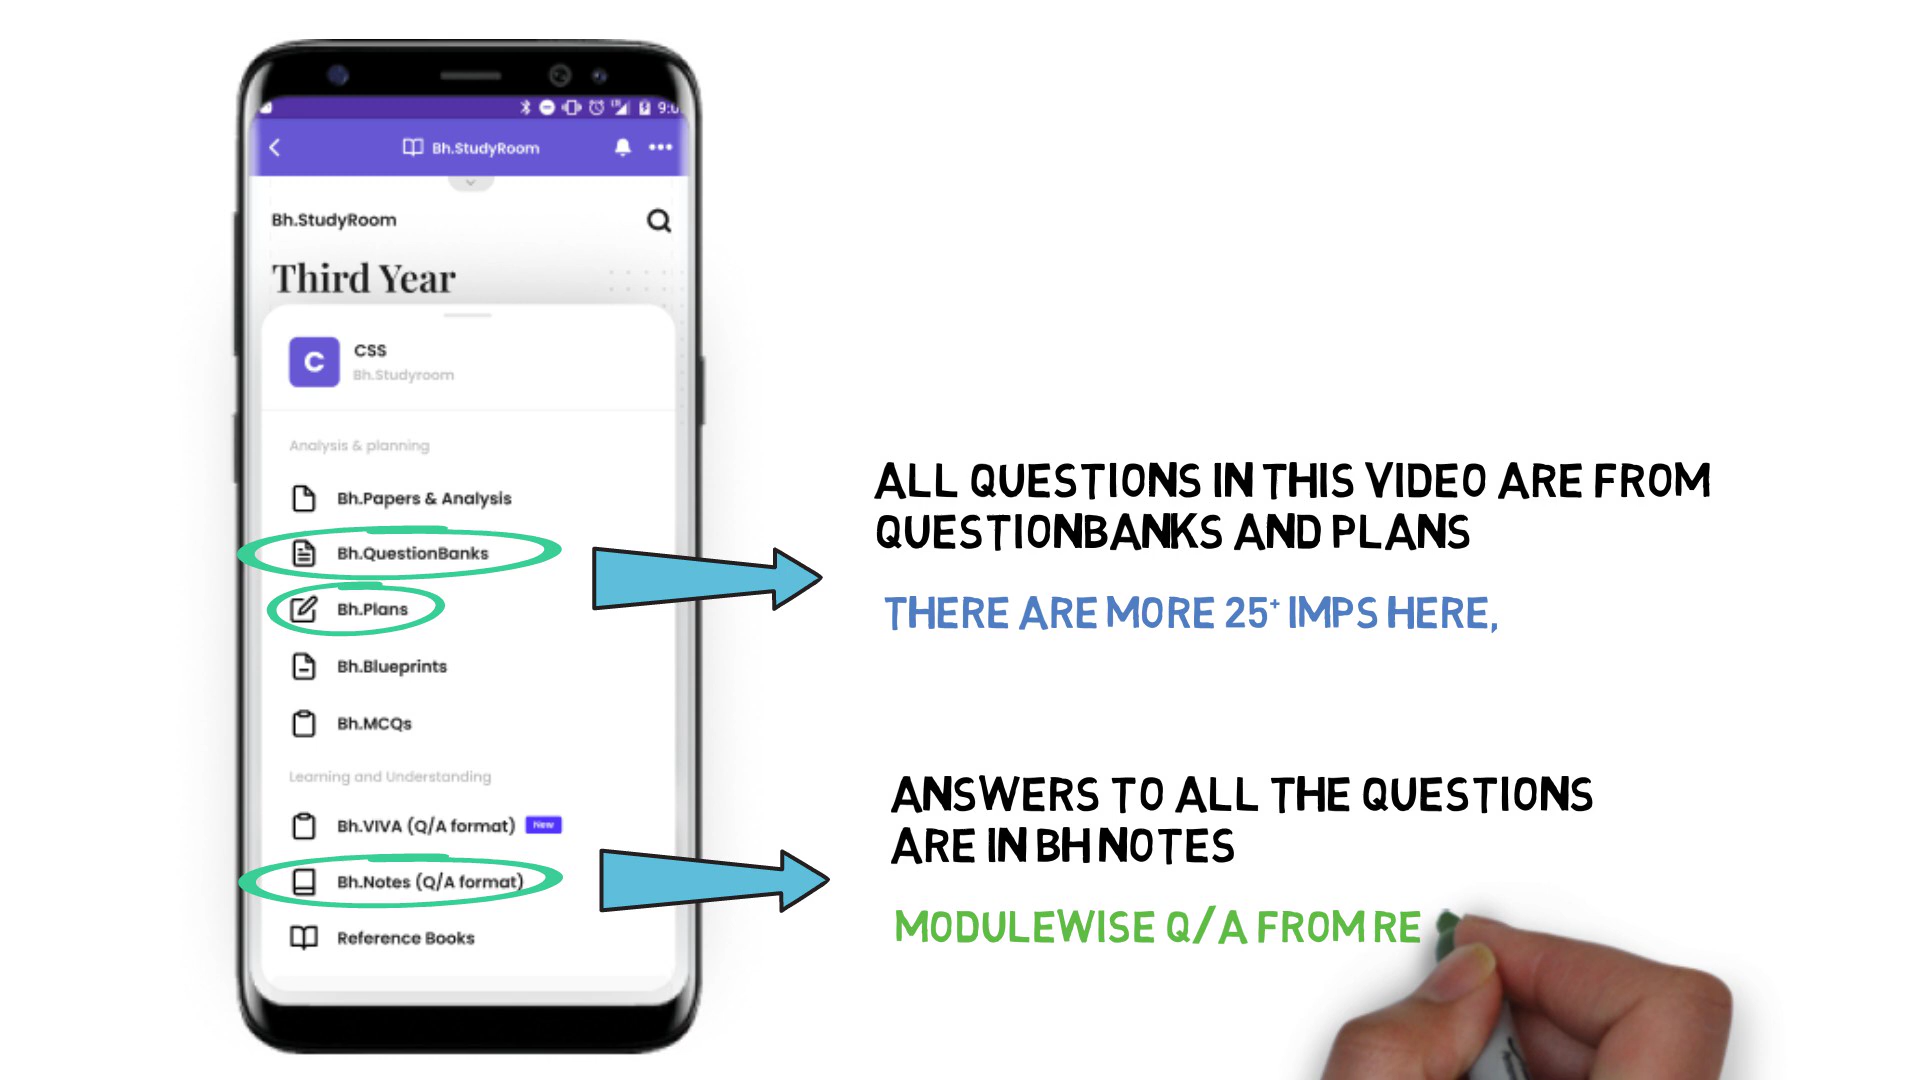 9:0
Bh.StudyRoom
Bh.StudyRoom
Third Year
C
CSS
Bh.Studyroom
Analysis & planning
Bh.Papers & Analysis
Bh.QuestionBanks
Bh.Plans
Bh.Blueprints
Bh.MCQs
Learning and Understanding
Bh.VIVA (Q/A format) New
Bh.Notes (Q/A format)
Reference Books
ALL QUESTIONS IN THIS VIDEO ARE FROM
QUESTIONBANKS AND PLANS
THERE ARE MORE 25+ IMPS HERE,
ANSWERS TO ALL THE QUESTIONS
ARE IN BH NOTES
MODULEWISE Q/A FROM RE